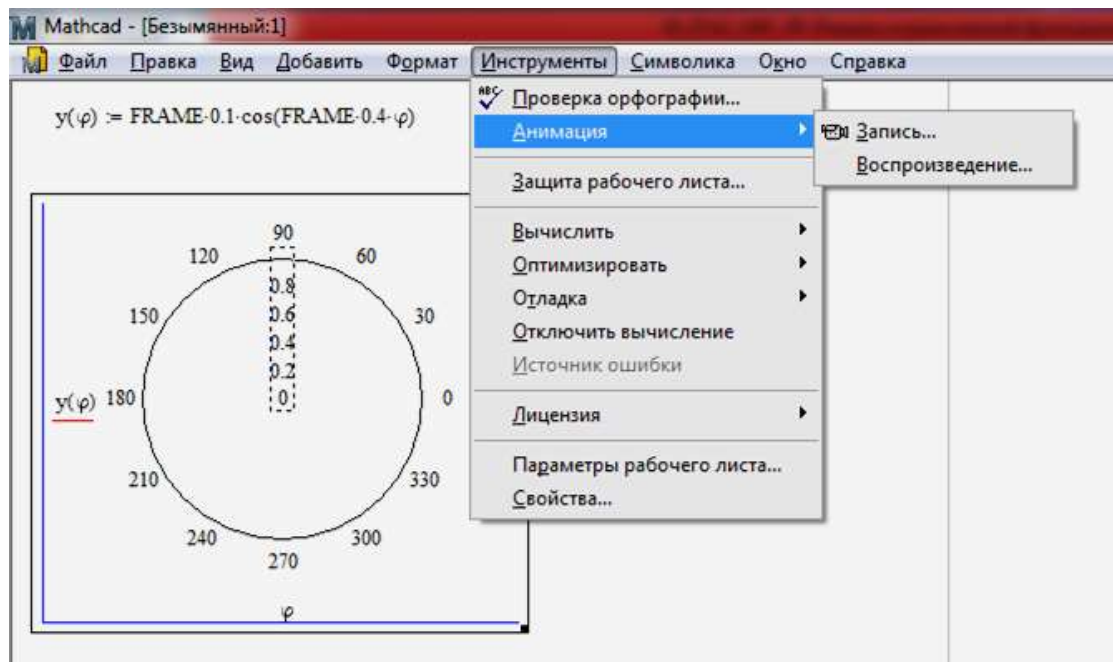 Mathcad - [Безымянный:1]
Файл Правка Вид Добавить Формат Инструменты Символика Окно Справка
y(φ) := FRAME·0.1·cos(FRAME·0.4·φ)
ABC Проверка орфографии...
Анимация
Запись...
Воспроизведение...
Защита рабочего листа...
Вычислить
Оптимизировать
Отладка
Отключить вычисление
Источник ошибки
Лицензия
Параметры рабочего листа...
Свойства...
90
120 60
0.8
150 0.6 30
0.4
0.2
y(φ) 180 0 0
210 330
240 300
270
φ